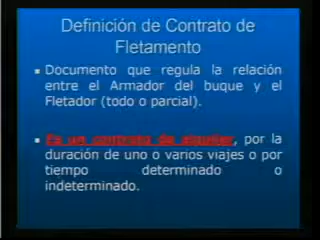 Definición de Contrato de
Fletamento
Documento que regula la relación
entre el Armador del buque y el
Fletador (todo o parcial).
Es un contrato de alquiler, por la
duración de uno o varios viajes o por
tiempo determinado o
indeterminado.